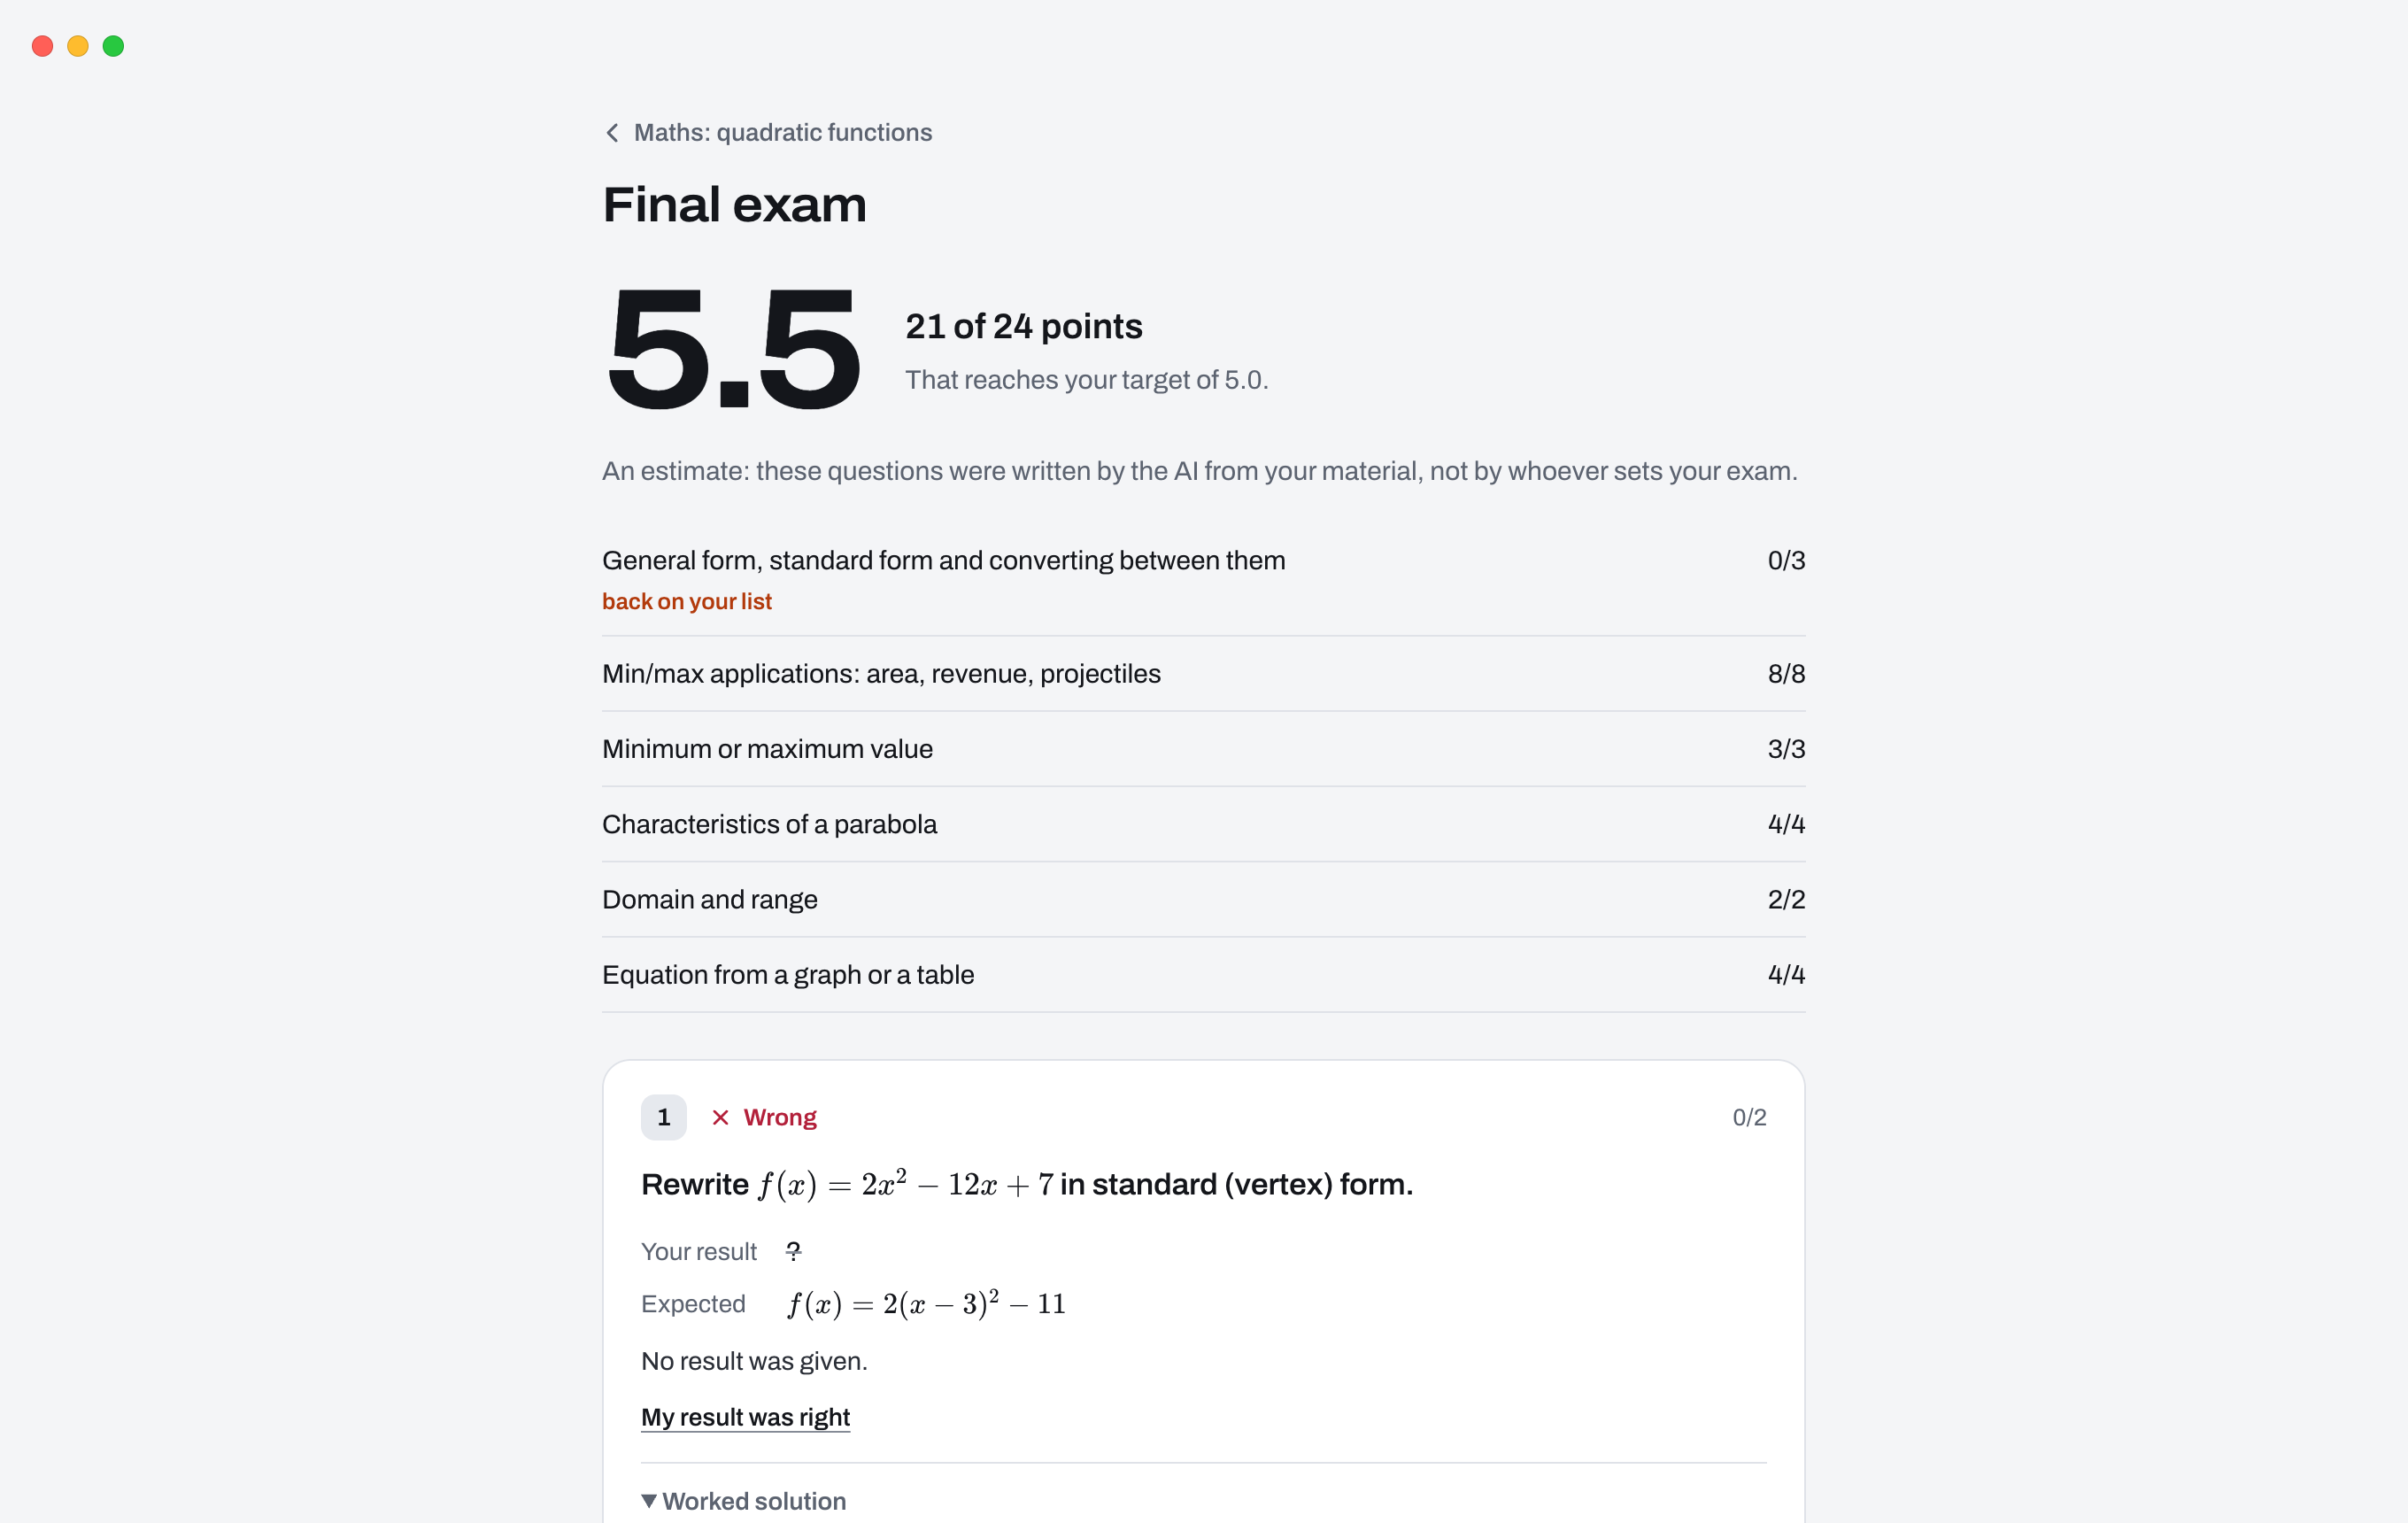 Maths: quadratic functions
Final exam
5.5
21 of 24 points
That reaches your target of 5.0.
An estimate: these questions were written by the AI from your material, not by whoever sets your exam.
General form, standard form and converting between them 0/3
back on your list
Min/max applications: area, revenue, projectiles 8/8
Minimum or maximum value 3/3
Characteristics of a parabola 4/4
Domain and range 2/2
Equation from a graph or a table 4/4
1 × Wrong 0/2
Rewrite f(x) = 2x² − 12x + 7 in standard (vertex) form.
Your result ?
Expected f(x) = 2(x − 3)² − 11
No result was given.
My result was right
▼ Worked solution